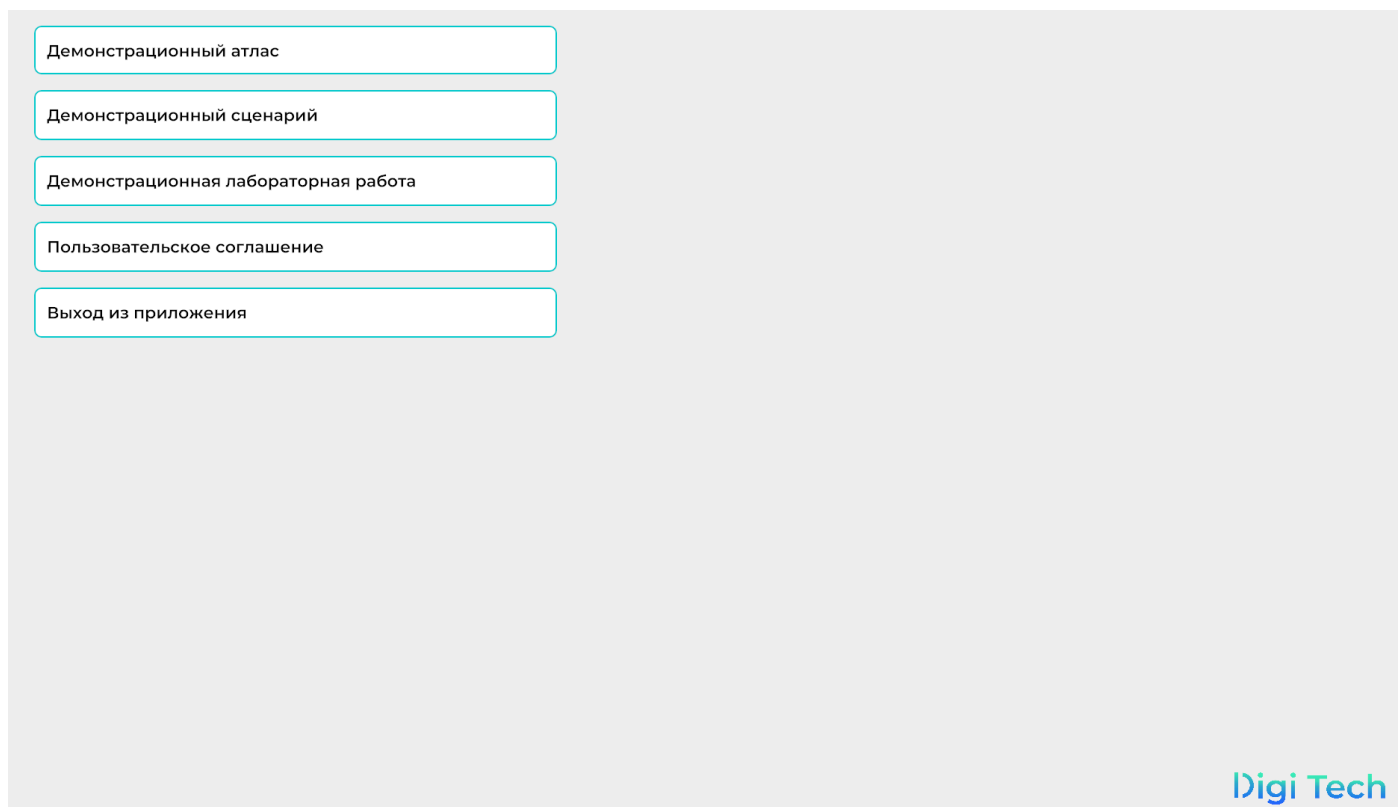 Демонстрационный атлас
Демонстрационный сценарий
Демонстрационная лабораторная работа
Пользовательское соглашение
Выход из приложения
Digi Tech